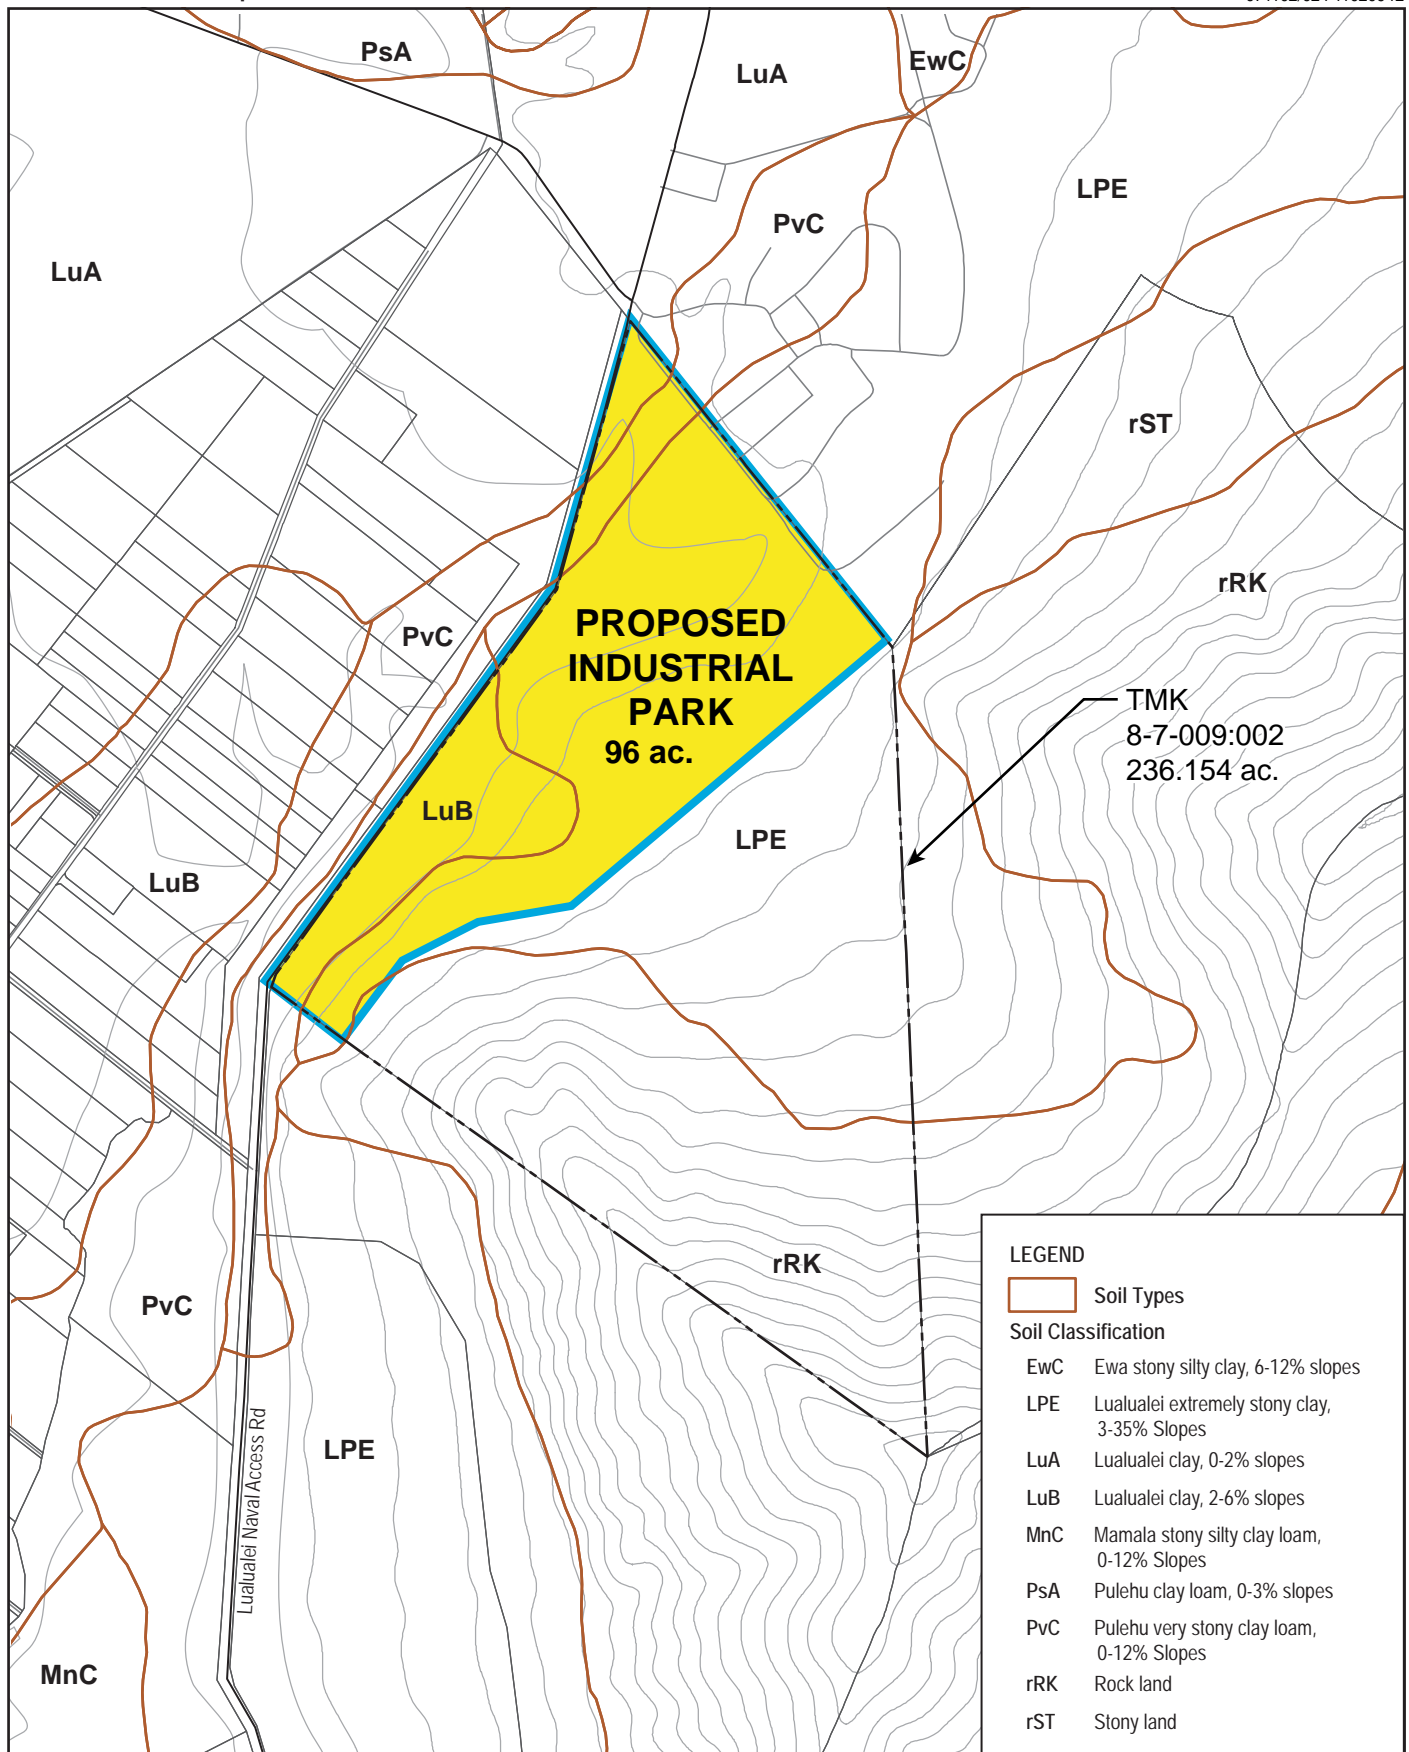 PsA
LuA
EwC
LPE
PvC
LuA
rST
rRK
PROPOSED
INDUSTRIAL
PARK
96 ac.
PvC
TMK
8-7-009:002
236.154 ac.
LuB
LPE
LuB
rRK
PvC
LPE
Lualualei Naval Access Rd
MnC
LEGEND
Soil Types
Soil Classification
EwC Ewa stony silty clay, 6-12% slopes
LPE Lualualei extremely stony clay,
3-35% Slopes
LuA Lualualei clay, 0-2% slopes
LuB Lualualei clay, 2-6% slopes
MnC Mamala stony silty clay loam,
0-12% Slopes
PsA Pulehu clay loam, 0-3% slopes
PvC Pulehu very stony clay loam,
0-12% Slopes
rRK Rock land
rST Stony land